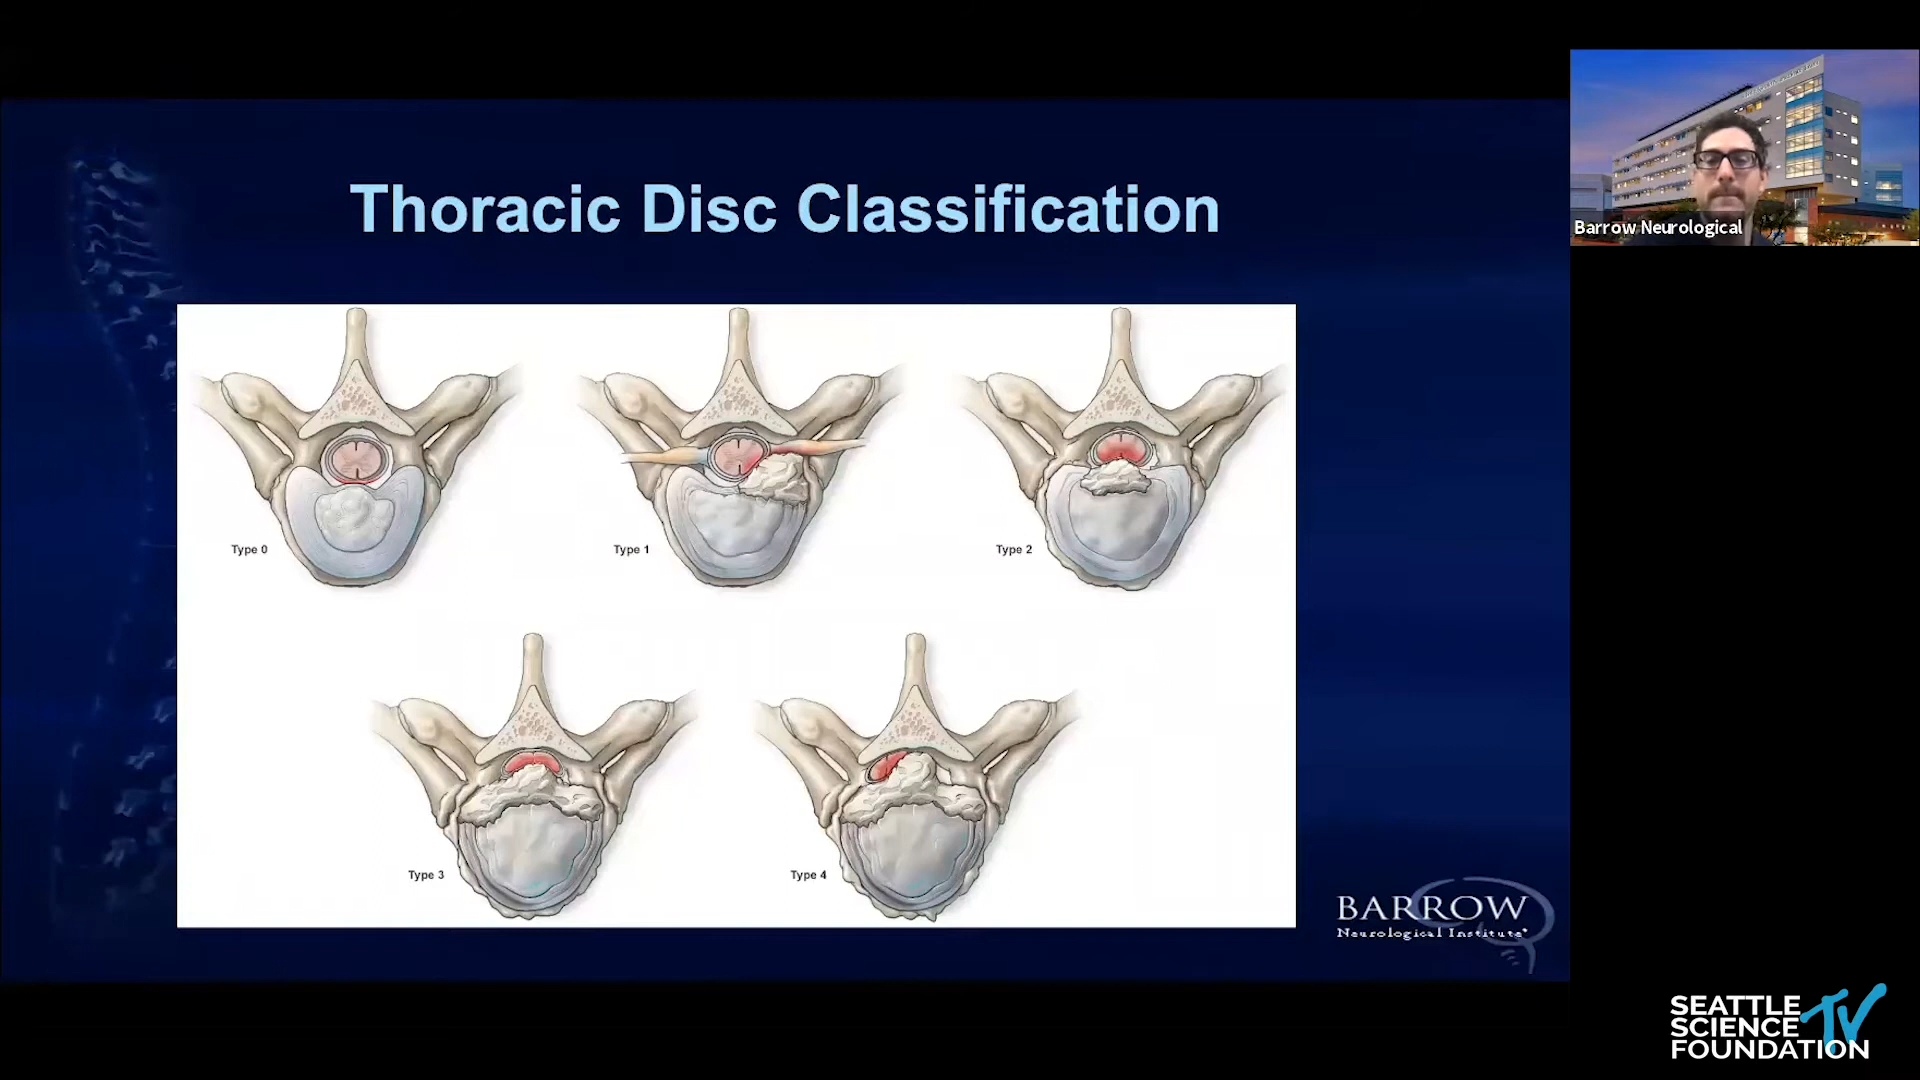 Thoracic Disc Classification
Barrow Neurological
Type 0
Type 1
Type 2
Type 3
Type 4
BARROW
Neurological Institute®
SEATTLE
SCIENCE
FOUNDATION
TV